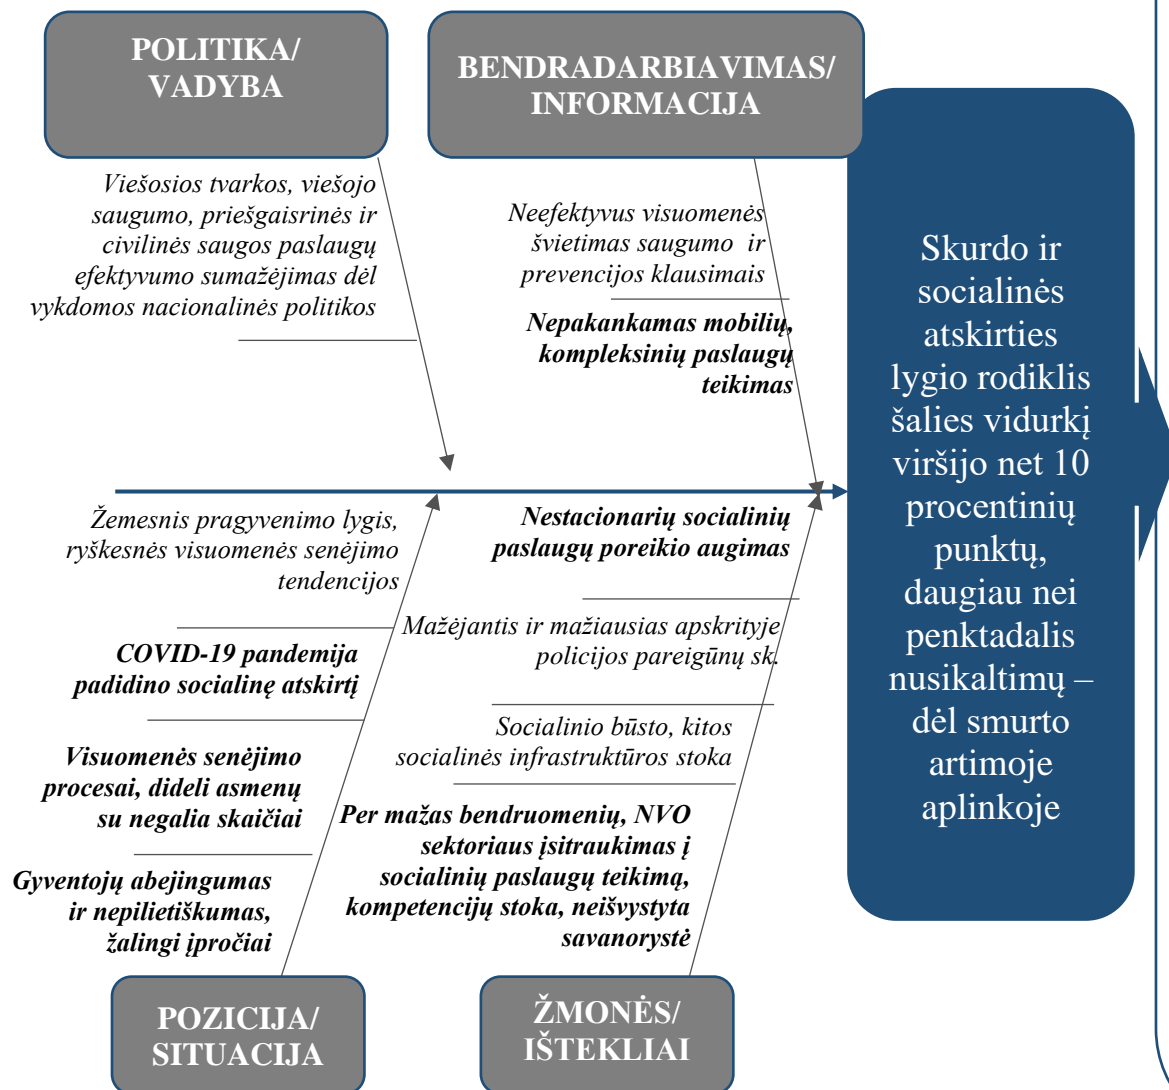 POLITIKA/
VADYBA
BENDRADARBIAVIMAS/
INFORMACIJA
Viešosios tvarkos, viešojo
saugumo, priešgaisrinės ir
civilinės saugos paslaugų
efektyvumo sumažėjimas dėl
vykdomos nacionalinės politikos
Neefektyvus visuomenės
švietimas saugumo ir
prevencijos klausimais
Nepakankamas mobilių,
kompleksinių paslaugų
teikimas
Žemesnis pragyvenimo lygis,
ryškesnės visuomenės senėjimo
tendencijos
COVID-19 pandemija
padidino socialinę atskirtį
Visuomenės senėjimo
procesai, dideli asmenų
su negalia skaičiai
Gyventojų abejingumas
ir nepilietiškumas,
žalingi įpročiai
Nestacionarių socialinių
paslaugų poreikio augimas
Mažėjantis ir mažiausias apskrityje
policijos pareigūnų sk.
Socialinio būsto, kitos
socialinės infrastruktūros stoka
Per mažas bendruomenių, NVO
sektoriaus įsitraukimas į
socialinių paslaugų teikimą,
kompetencijų stoka, neišvystyta
savanorystė
POZICIJA/
SITUACIJA
ŽMONĖS/
IŠTEKLIAI
Skurdo ir
socialinės
atskirties
lygio rodiklis
šalies vidurkį
viršijo net 10
procentinių
punktų,
daugiau nei
penktadalis
nusikaltimų –
dėl smurto
artimoje
aplinkoje